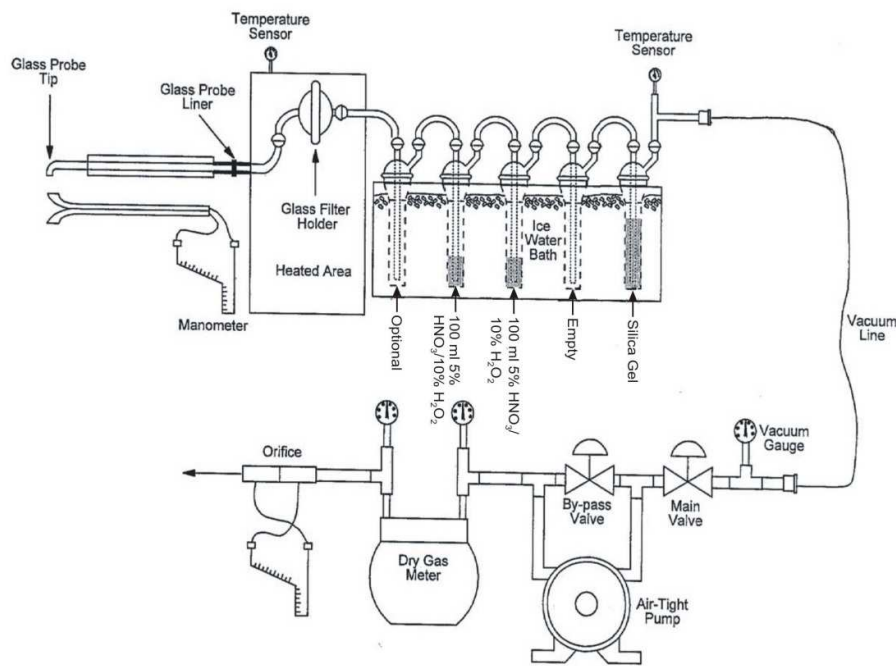 Temperature
Sensor
Glass Probe
Tip
Glass Probe
Liner
Temperature
Sensor
Glass Filter
Holder
Heated Area
Manometer
Ice
Water
Bath
Optional
100 ml 5%
HNO₃/10% H₂O₂
100 ml 5% HNO₃/
10% H₂O₂
Empty
Silica Gel
Vacuum
Line
Orifice
Dry Gas
Meter
By-pass
Valve
Main
Valve
Vacuum
Gauge
Air-Tight
Pump